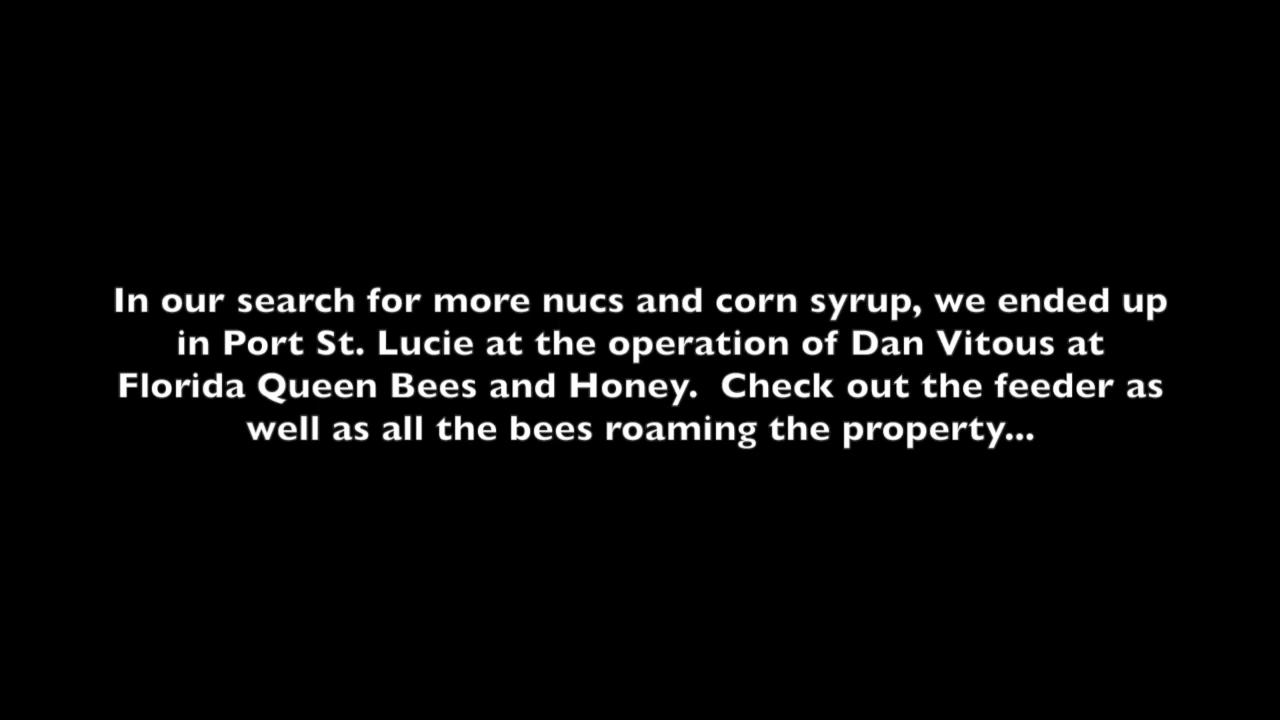 In our search for more nucs and corn syrup, we ended up
in Port St. Lucie at the operation of Dan Vitous at
Florida Queen Bees and Honey.  Check out the feeder as
well as all the bees roaming the property...